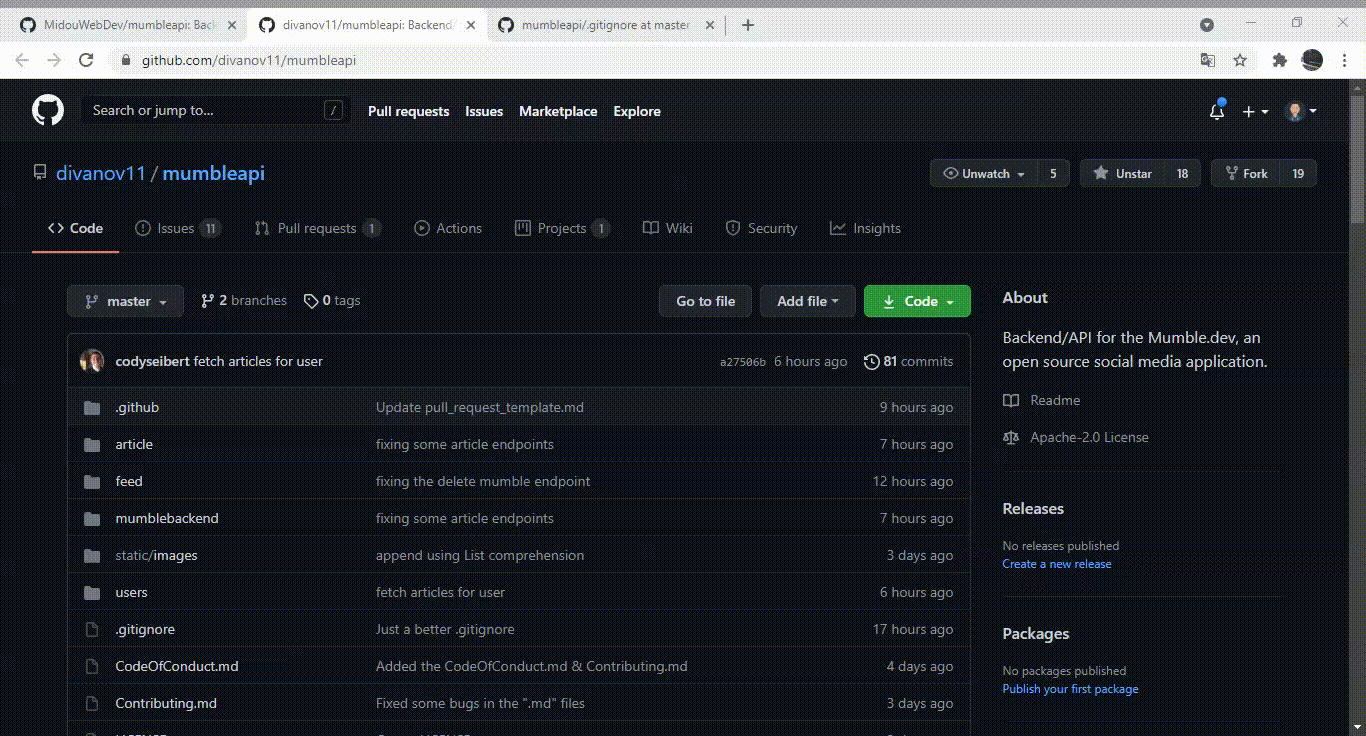 MidouWebDev/mumbleapi: Bac
divanov11/mumbleapi: Backend/
mumbleapi/.gitignore at master
github.com/divanov11/mumbleapi
Search or jump to... /
Pull requests Issues Marketplace Explore
divanov11 / mumbleapi
Unwatch 5 Unstar 18 Fork 19
Code Issues 11 Pull requests 1 Actions Projects 1 Wiki Security Insights
master 2 branches 0 tags Go to file Add file Code
codyseibert fetch articles for user a27506b 6 hours ago 81 commits
.github Update pull_request_template.md 9 hours ago
article fixing some article endpoints 7 hours ago
feed fixing the delete mumble endpoint 12 hours ago
mumblebackend fixing some article endpoints 7 hours ago
static/images append using List comprehension 3 days ago
users fetch articles for user 6 hours ago
.gitignore Just a better .gitignore 17 hours ago
CodeOfConduct.md Added the CodeOfConduct.md & Contributing.md 4 days ago
Contributing.md Fixed some bugs in the ".md" files 3 days ago
About
Backend/API for the Mumble.dev, an
open source social media application.
Readme
Apache-2.0 License
Releases
No releases published
Create a new release
Packages
No packages published
Publish your first package